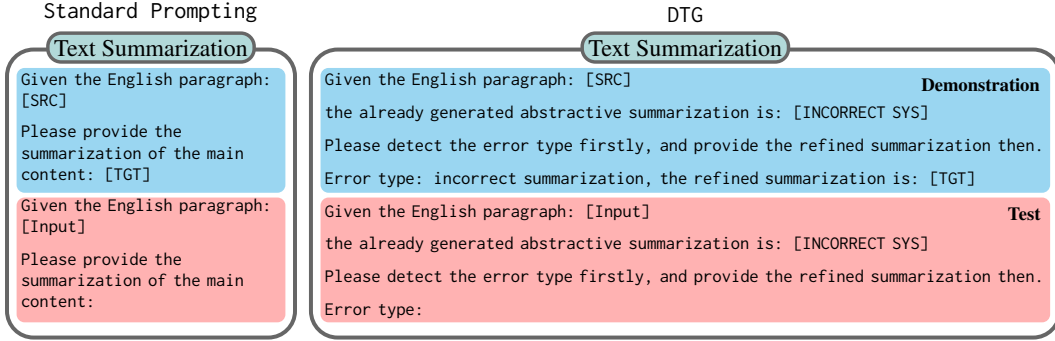 Standard Prompting
Text Summarization
Given the English paragraph:
[SRC]
Please provide the
summarization of the main
content: [TGT]
Given the English paragraph:
[Input]
Please provide the
summarization of the main
content:
DTG
Text Summarization
Given the English paragraph: [SRC]
Demonstration
the already generated abstractive summarization is: [INCORRECT SYS]
Please detect the error type firstly, and provide the refined summarization then.
Error type: incorrect summarization, the refined summarization is: [TGT]
Given the English paragraph: [Input]
Test
the already generated abstractive summarization is: [INCORRECT SYS]
Please detect the error type firstly, and provide the refined summarization then.
Error type: